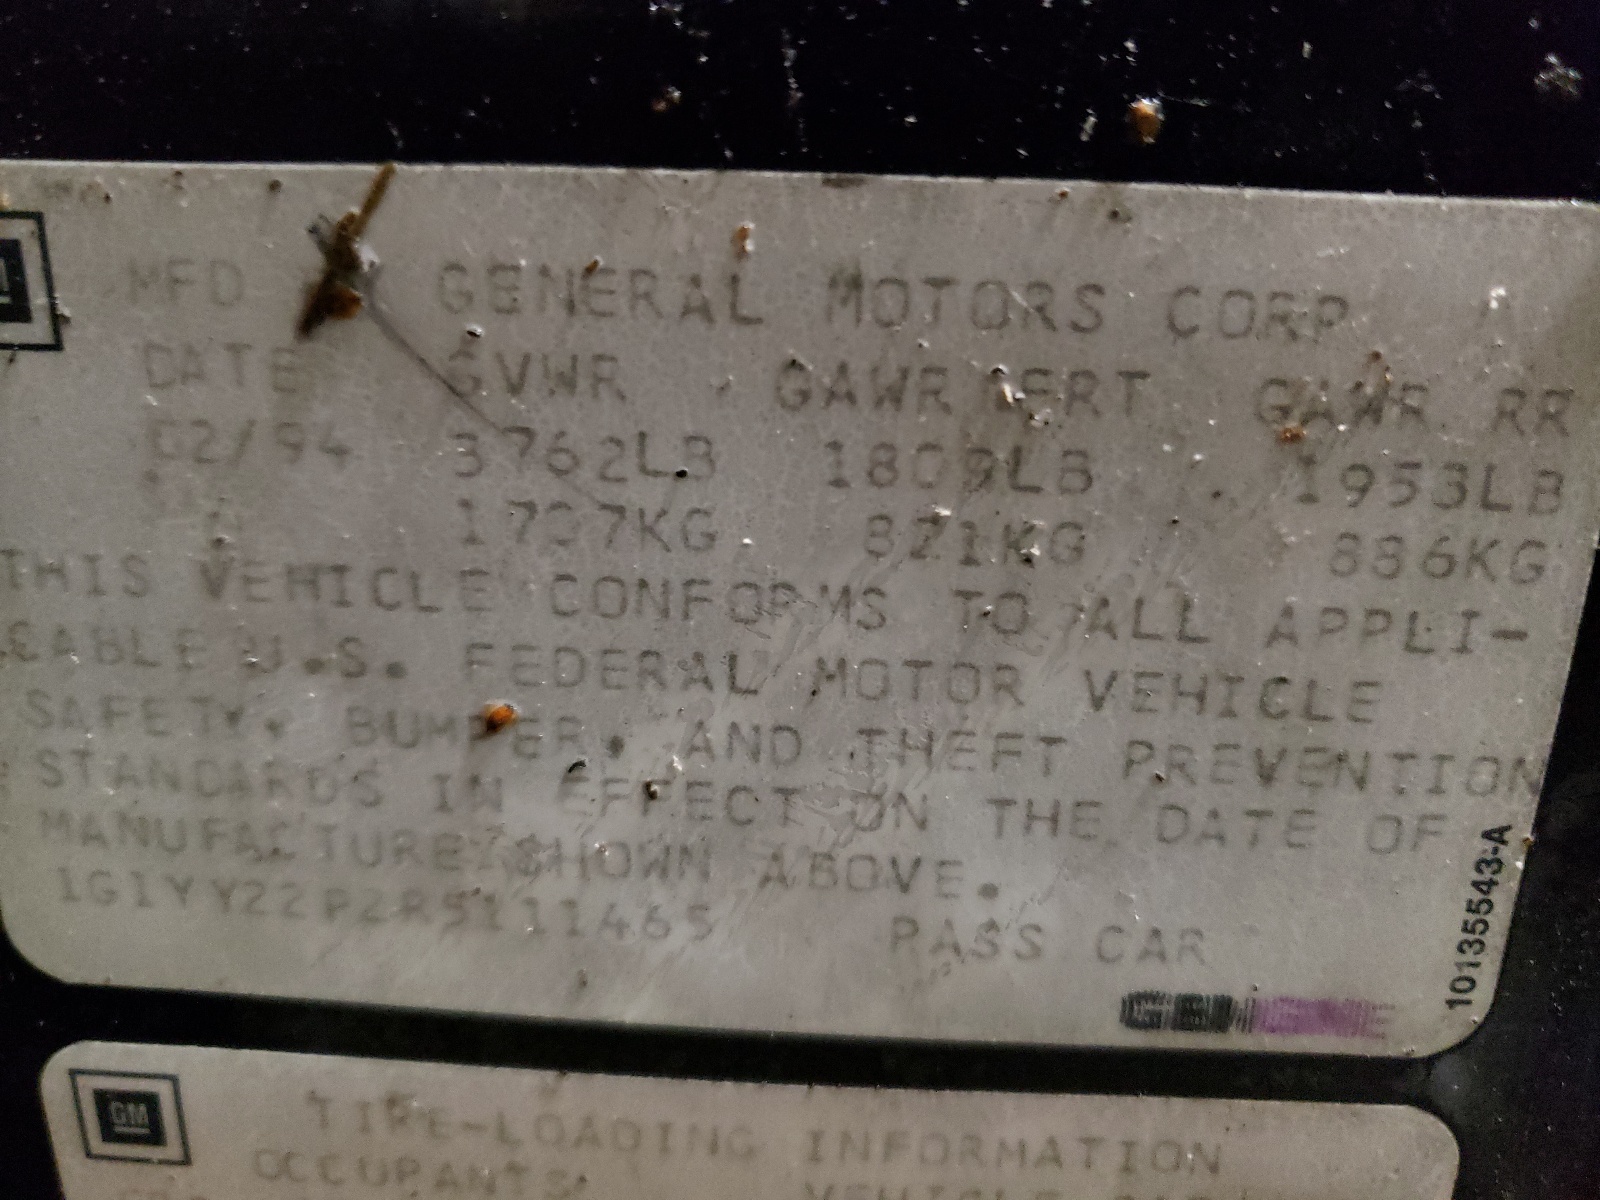 MFD GENERAL MOTORS CORP
DATE GVWR GAWR FRT GAWR RR
02/94 3762LB 1809LB 1953LB
1707KG 821KG 886KG
THIS VEHICLE CONFORMS TO ALL APPLI-
CABLE U.S. FEDERAL MOTOR VEHICLE
SAFETY, BUMPER, AND THEFT PREVENTION
STANDARDS IN EFFECT ON THE DATE OF
MANUFACTURE SHOWN ABOVE.
1G1YY22P2R5111465 PASS CAR
10135543-A
GM
TIRE-LOADING INFORMATION
OCCUPANTS